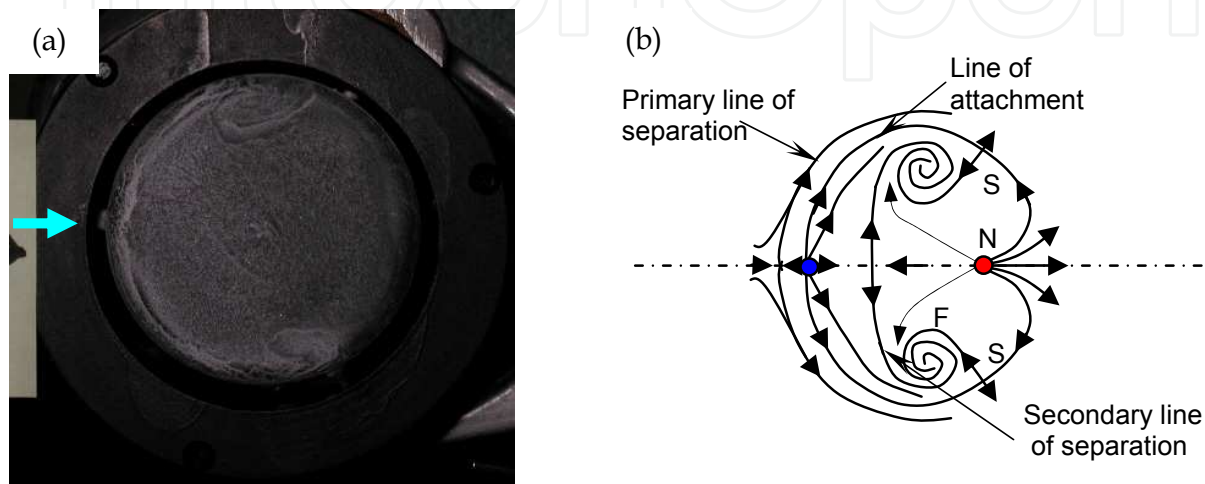 (a)
(b)
Line of
attachment
Primary line of
separation
S
N
F
S
Secondary line
of separation